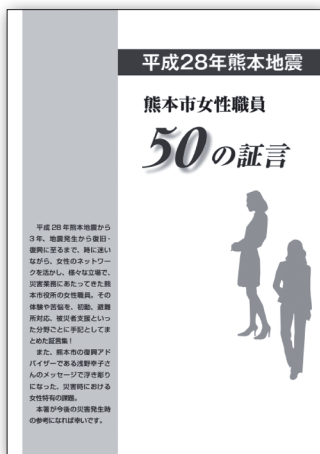 平成28年熊本地震
熊本市女性職員
50の証言
平成28年熊本地震から
3年、地震発生から復旧・
復興に至るまで、時に迷い
ながら、女性のネットワー
クを活かし、様々な立場で、
災害業務にあたってきた熊
本市役所の女性職員。その
体験や苦悩を、初動、避難
所対応、被災者支援といっ
た分野ごとに手記としてま
とめた証言集！
また、熊本市の復興アド
バイザーである浅野幸子さ
んのメッセージで浮き彫り
になった、災害時における
女性特有の課題。
本著が今後の災害発生時
の参考になれば幸いです。